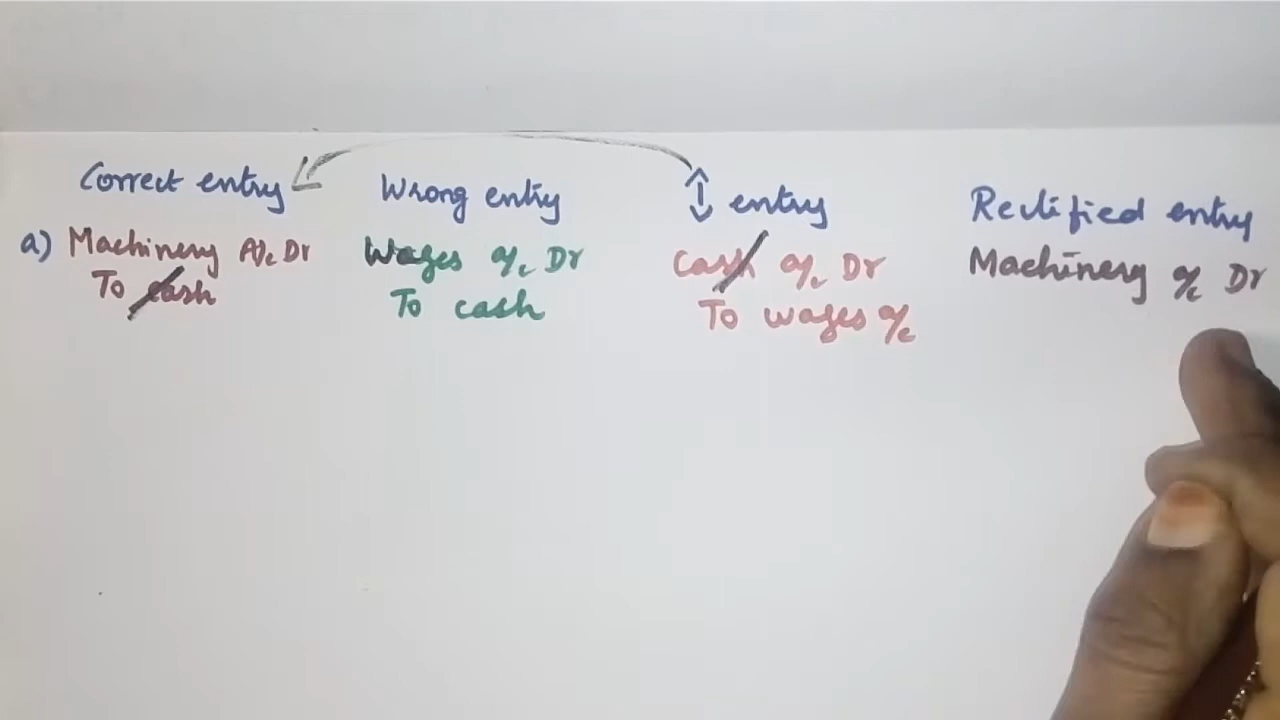 Correct entry
a) Machinery A/c Dr
To cash
Wrong entry
Wages a/c Dr
To cash
↕ entry
Cash a/c Dr
To wages a/c
Rectified entry
Machinery a/c Dr